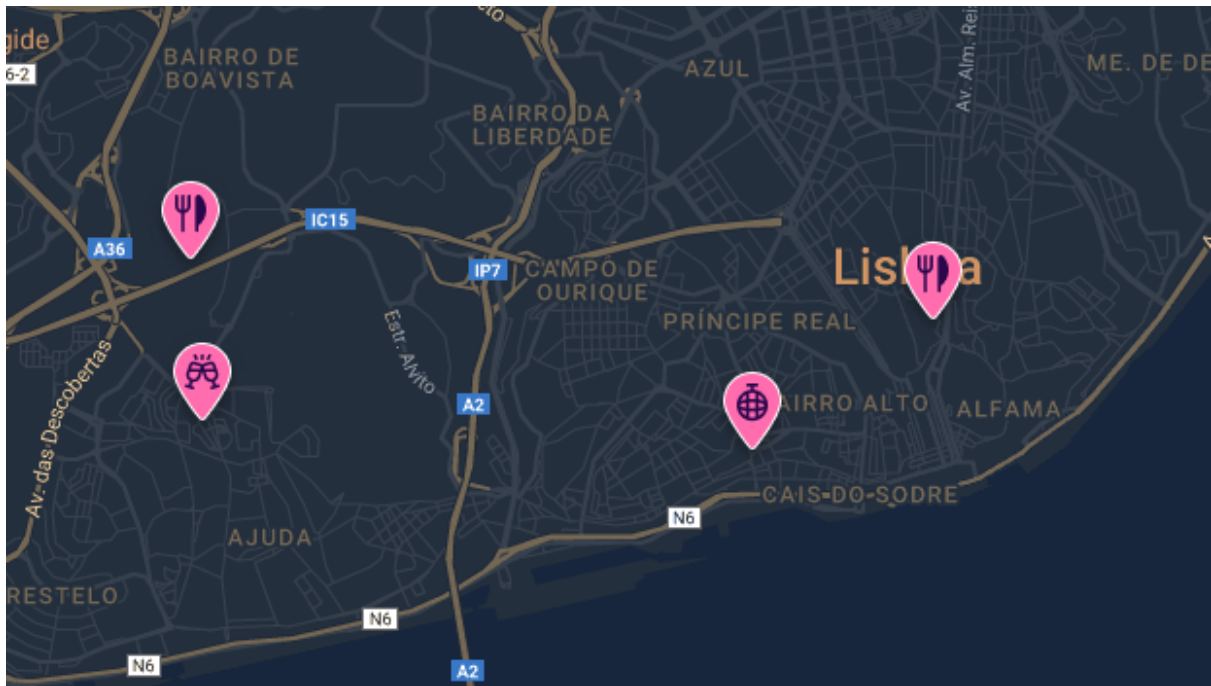 gide
6-2
BAIRRO DE
BOAVISTA
AZUL
Av. Alm. Reis
ME. DE DE
BAIRRO DA
LIBERDADE
IC15
A36
IP7
CAMPO DE
OURIQUE
Lis a
PRÍNCIPE REAL
Estr. Alvito
Av. das Descobertas
A2
AIRRO ALTO
ALFAMA
CAIS DO SODRE
N6
AJUDA
RESTELO
N6
N6
A2